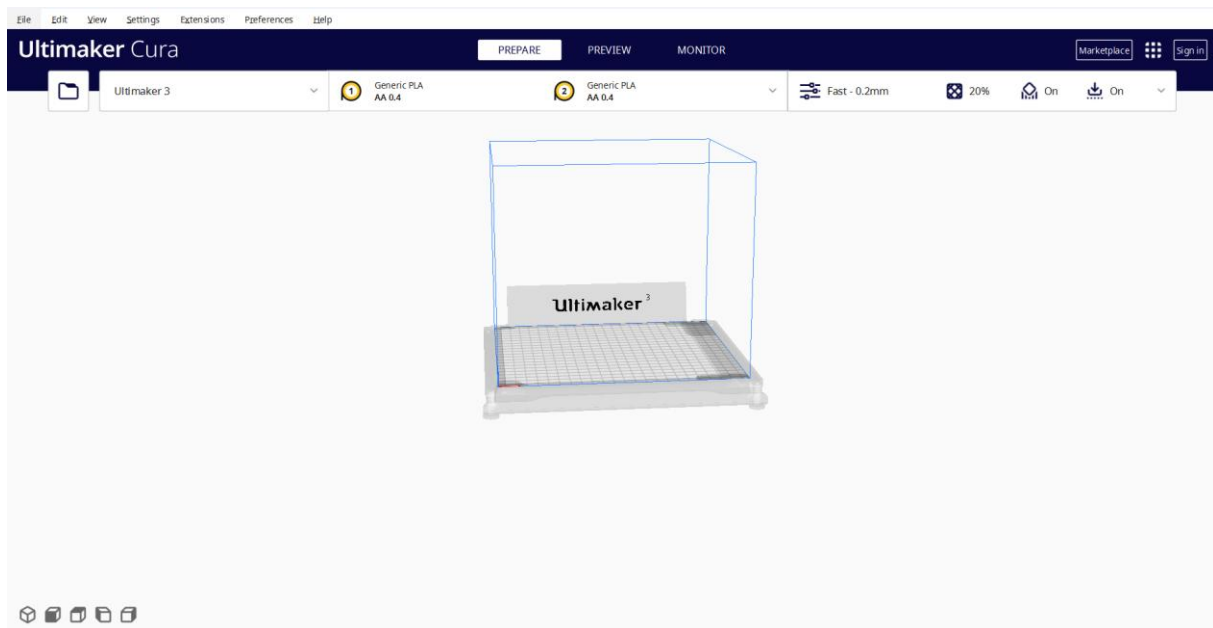 File Edit View Settings Extensions Preferences Help
Ultimaker Cura PREPARE PREVIEW MONITOR Marketplace Sign in
Ultimaker 3 1 Generic PLA 2 Generic PLA Fast - 0.2mm 20% On On
AA 0.4 AA 0.4
Ultimaker 3